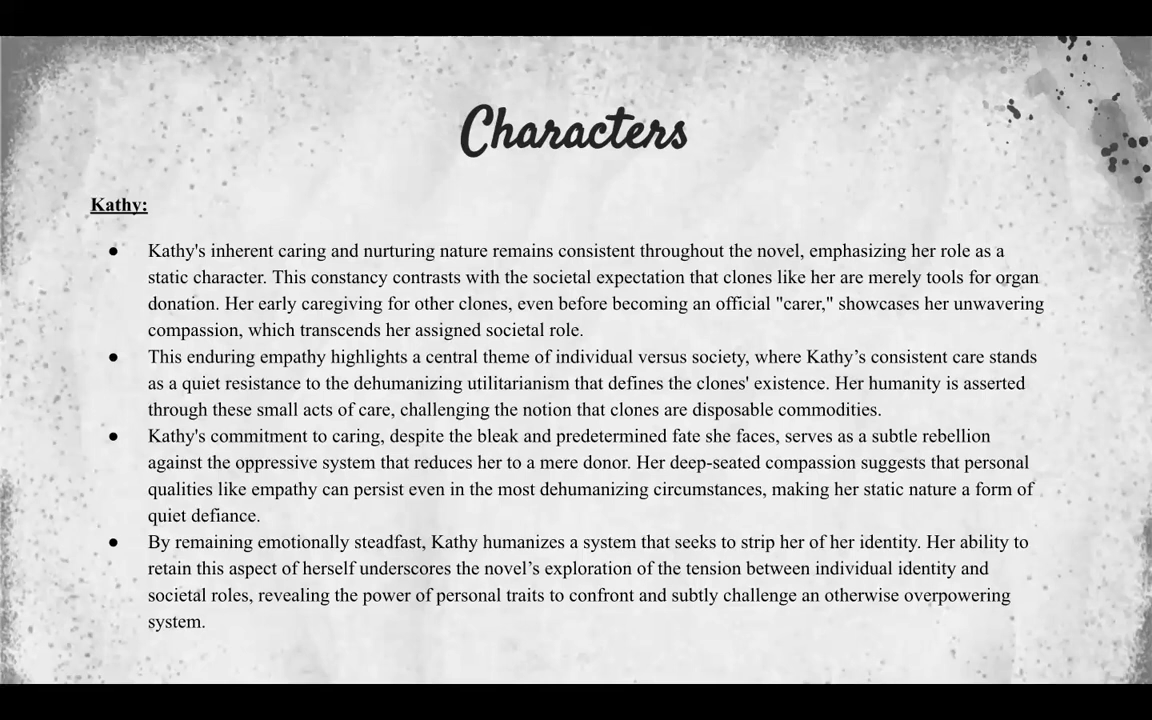 Characters
Kathy:
● Kathy's inherent caring and nurturing nature remains consistent throughout the novel, emphasizing her role as a
static character. This constancy contrasts with the societal expectation that clones like her are merely tools for organ
donation. Her early caregiving for other clones, even before becoming an official "carer," showcases her unwavering
compassion, which transcends her assigned societal role.
● This enduring empathy highlights a central theme of individual versus society, where Kathy’s consistent care stands
as a quiet resistance to the dehumanizing utilitarianism that defines the clones' existence. Her humanity is asserted
through these small acts of care, challenging the notion that clones are disposable commodities.
● Kathy's commitment to caring, despite the bleak and predetermined fate she faces, serves as a subtle rebellion
against the oppressive system that reduces her to a mere donor. Her deep-seated compassion suggests that personal
qualities like empathy can persist even in the most dehumanizing circumstances, making her static nature a form of
quiet defiance.
● By remaining emotionally steadfast, Kathy humanizes a system that seeks to strip her of her identity. Her ability to
retain this aspect of herself underscores the novel’s exploration of the tension between individual identity and
societal roles, revealing the power of personal traits to confront and subtly challenge an otherwise overpowering
system.